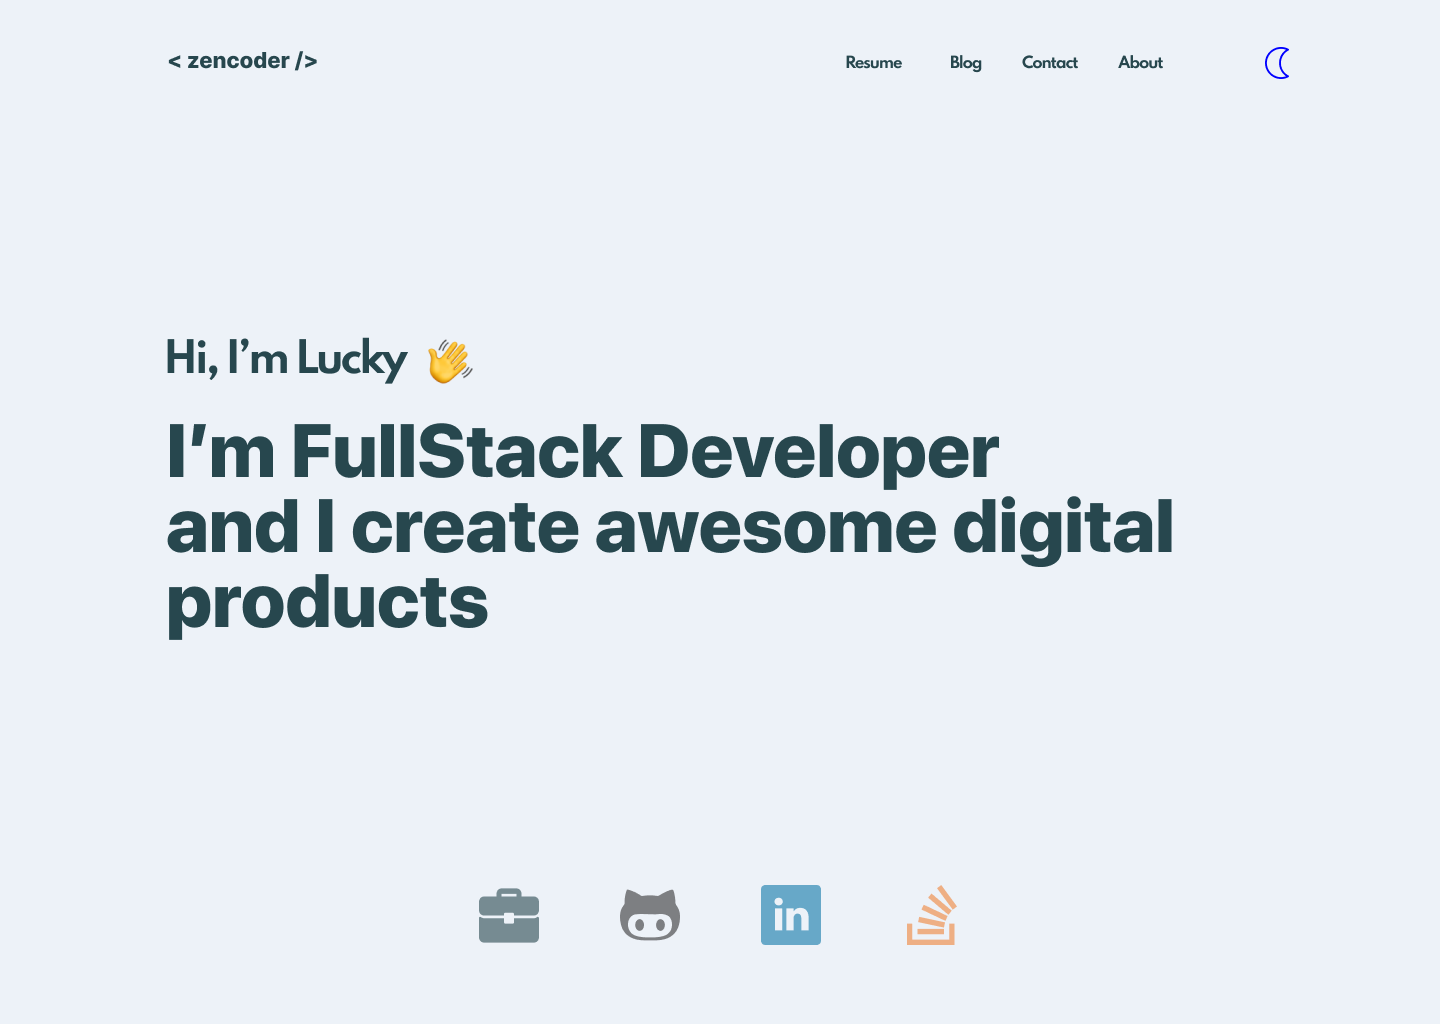 < zencoder />
Resume Blog Contact About
Hi, I’m Lucky 👋
I’m FullStack Developer
and I create awesome digital
products
in